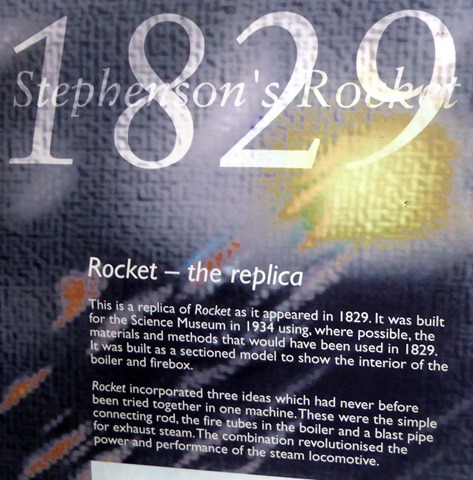 1829
Stephenson's Rocket
Rocket – the replica
This is a replica of Rocket as it appeared in 1829. It was built
for the Science Museum in 1934 using, where possible, the
materials and methods that would have been used in 1829.
It was built as a sectioned model to show the interior of the
boiler and firebox.
Rocket incorporated three ideas which had never before
been tried together in one machine. These were the simple
connecting rod, the fire tubes in the boiler and a blast pipe
for exhaust steam. The combination revolutionised the
power and performance of the steam locomotive.